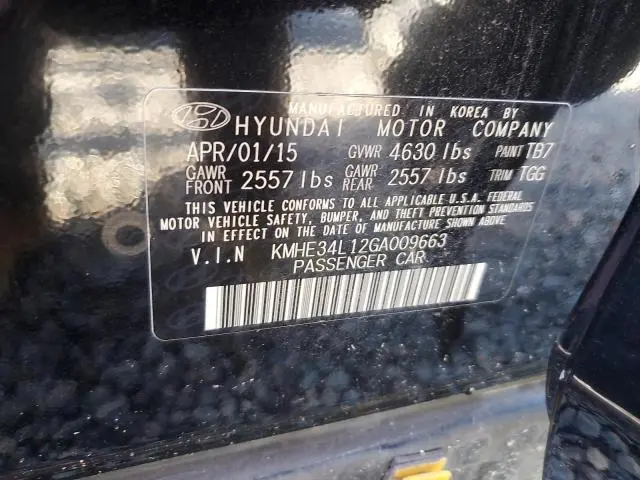 MANUFACTURED IN KOREA BY
HYUNDAI MOTOR COMPANY
APR/01/15 GVWR 4630 lbs PAINT TB7
GAWR FRONT 2557 lbs GAWR REAR 2557 lbs TRIM TGG
THIS VEHICLE CONFORMS TO ALL APPLICABLE U.S.A. FEDERAL
MOTOR VEHICLE SAFETY, BUMPER, AND THEFT PREVENTION STANDARDS
IN EFFECT ON THE DATE OF MANUFACTURE SHOWN ABOVE.
V.I.N KMHE34L12GA009663
PASSENGER CAR